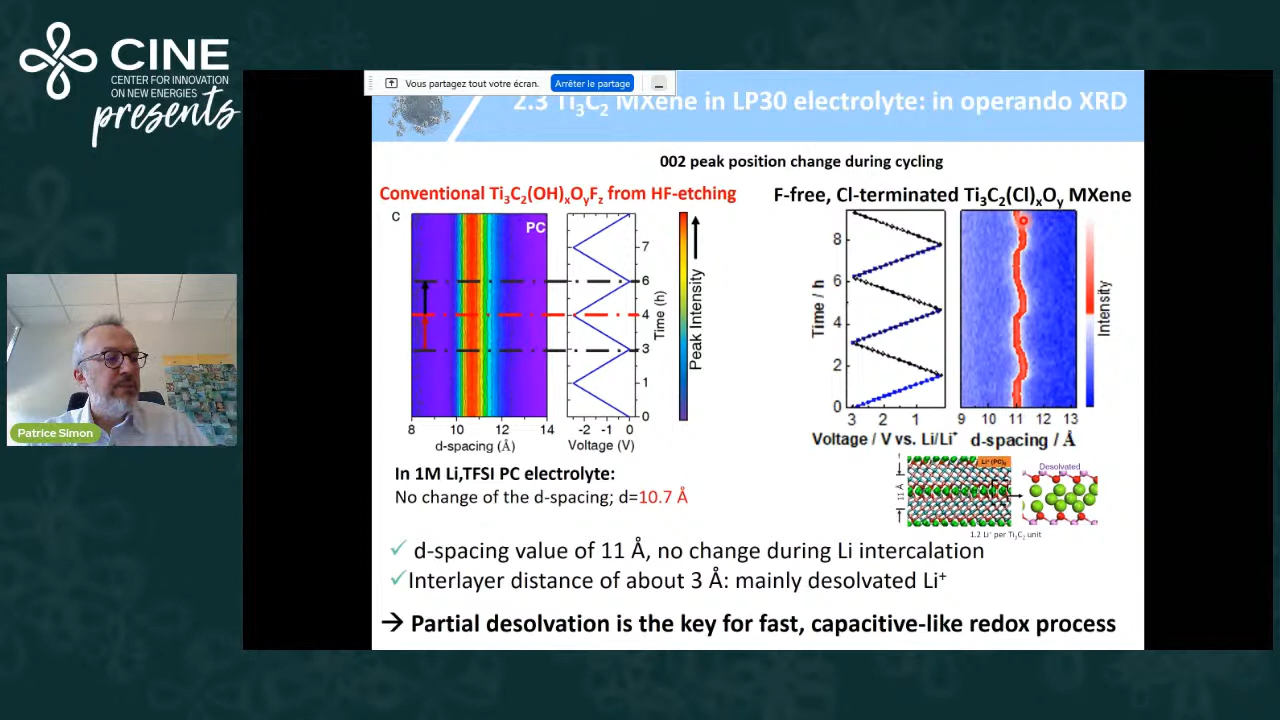 CINE
CENTER FOR INNOVATION
ON NEW ENERGIES
presents
Vous partagez tout votre écran.
Arrêter le partage
2.3 Ti₃C₂ MXene in LP30 electrolyte: in operando XRD
002 peak position change during cycling
Conventional Ti₃C₂(OH)ₓOᵧF_z from HF-etching
F-free, Cl-terminated Ti₃C₂(Cl)ₓOᵧ MXene
C
PC
7
6
4
3
1
0
Time (h)
8 10 12 14
d-spacing (Å)
-2 -1 0
Voltage (V)
Peak Intensity
8
6
4
2
0
Time / h
3 2 1
Voltage / V vs. Li/Li⁺
9 10 11 12 13
d-spacing / Å
Intensity
In 1M Li,TFSI PC electrolyte:
No change of the d-spacing; d=10.7 Å
11 Å
Li⁺(PC)
Desolvated
1.2 Li⁺ per Ti₃C₂ unit
Patrice Simon
✓ d-spacing value of 11 Å, no change during Li intercalation
✓Interlayer distance of about 3 Å: mainly desolvated Li⁺
→ Partial desolvation is the key for fast, capacitive-like redox process